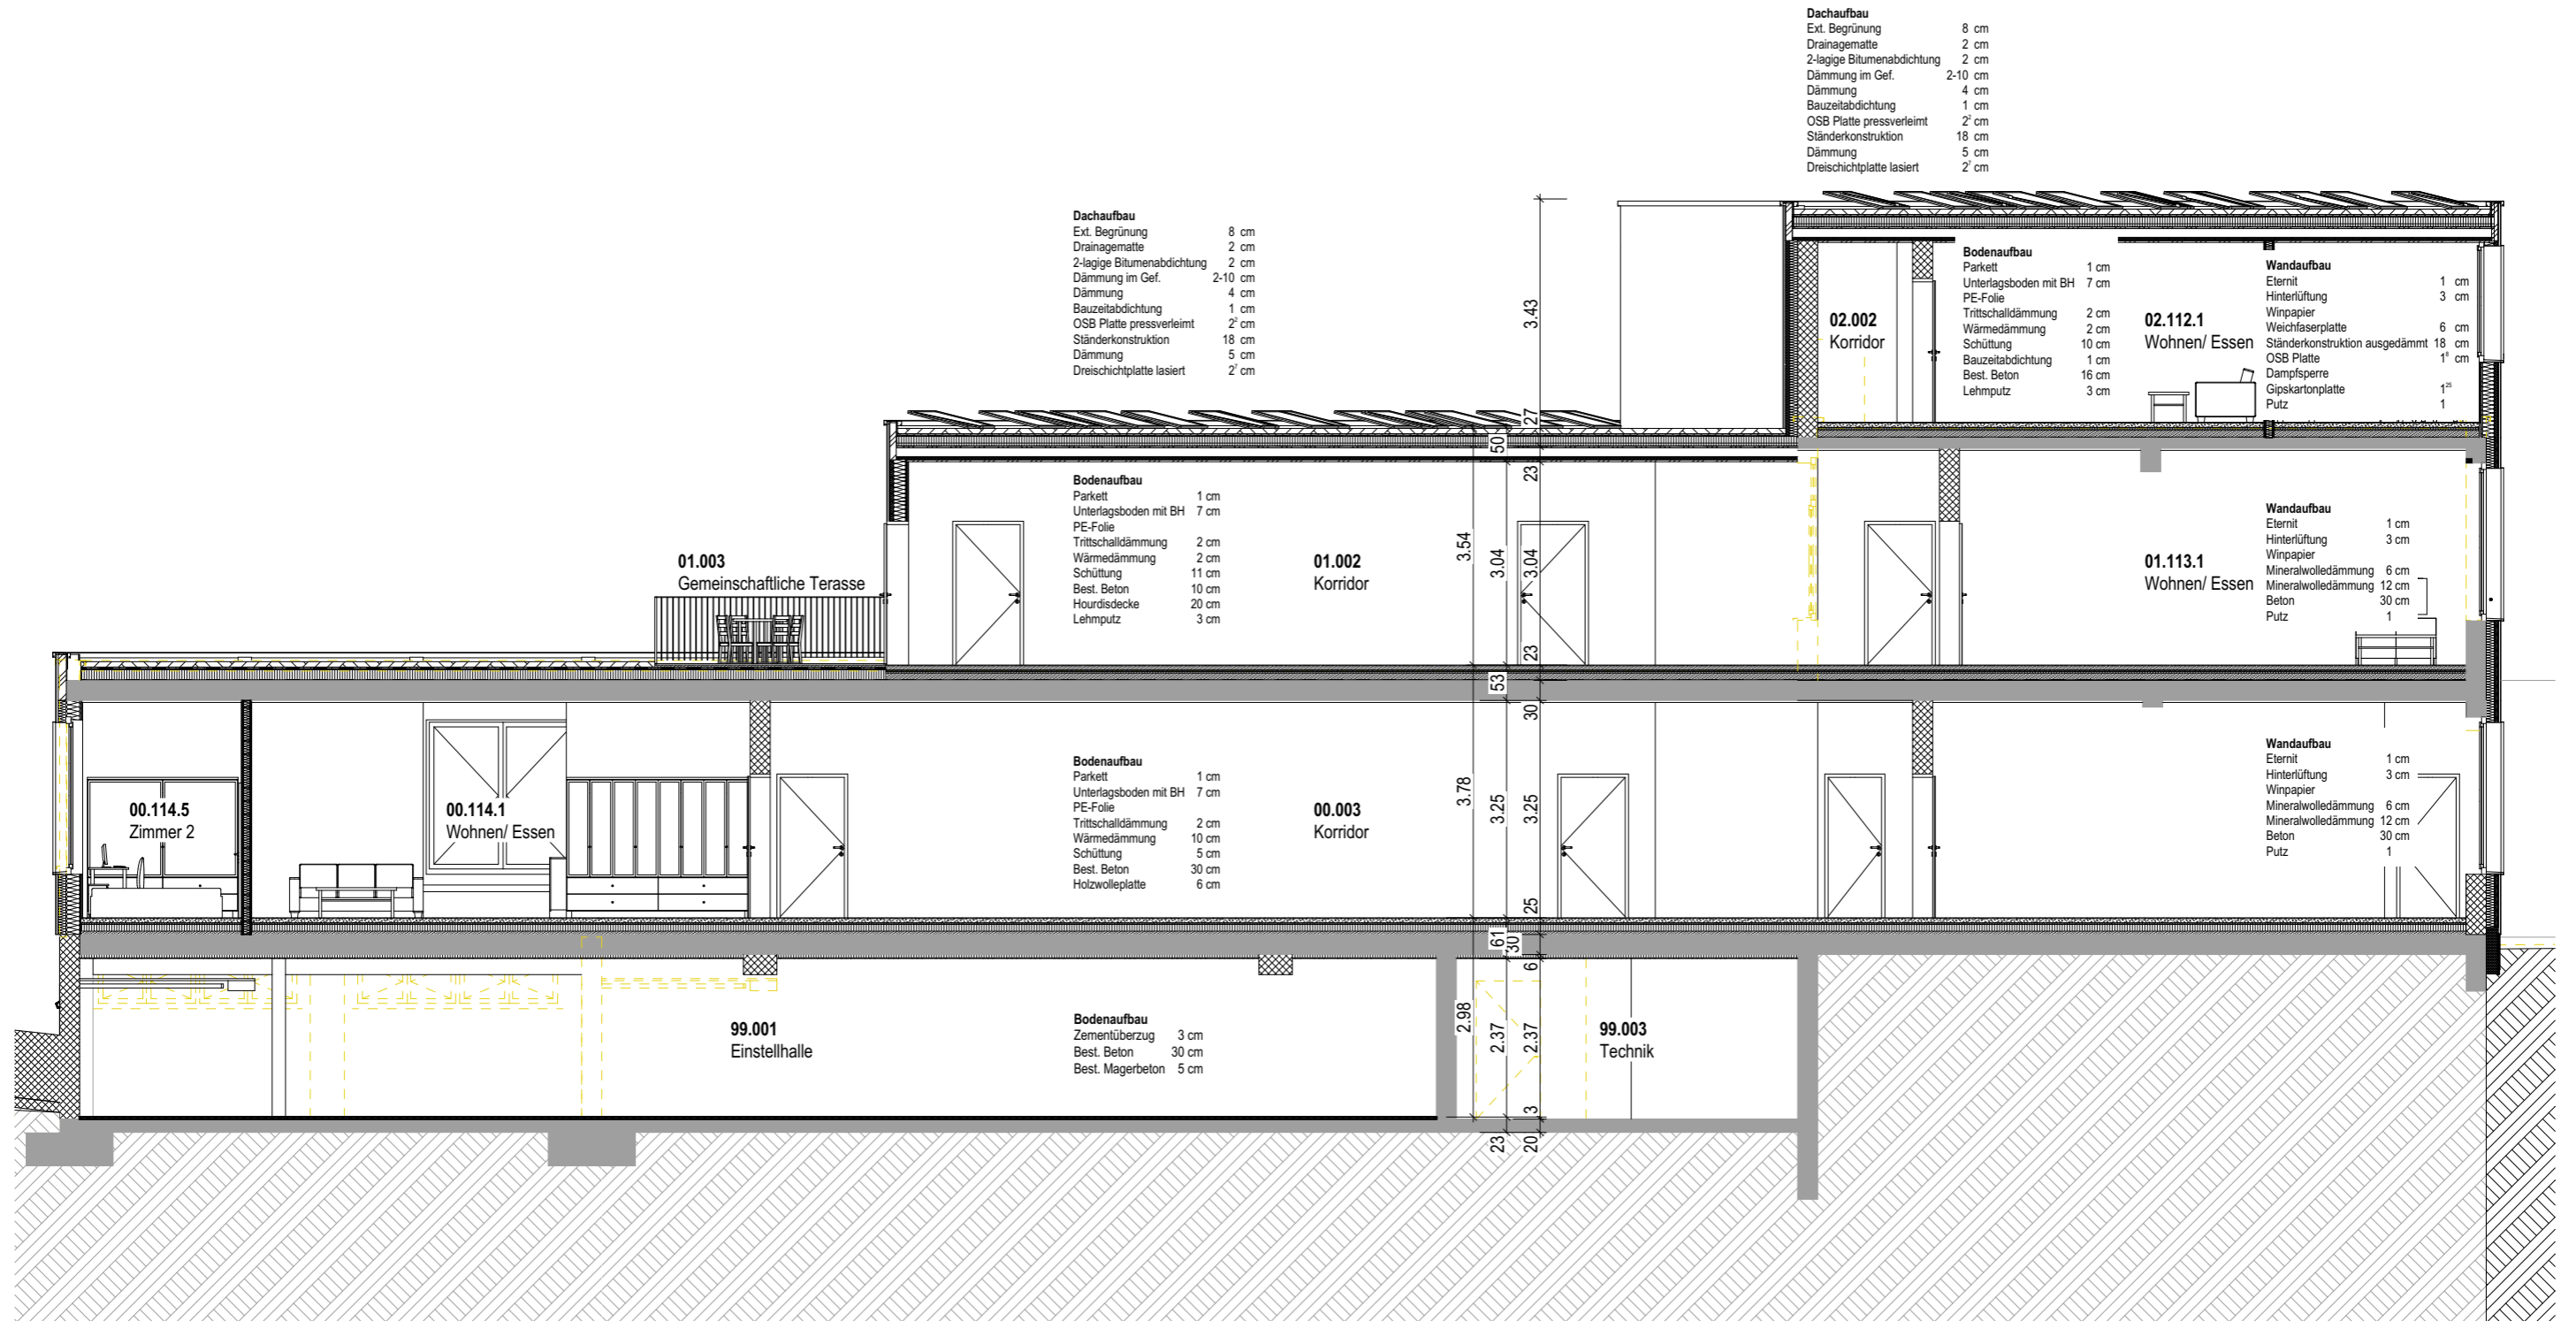 Dachaufbau
Ext. Begrünung 8 cm
Drainagematte 2 cm
2-lagige Bitumenabdichtung 2 cm
Dämmung im Gef. 2-10 cm
Dämmung 4 cm
Bauzeitabdichtung 1 cm
OSB Platte pressverleimt 2² cm
Ständerkonstruktion 18 cm
Dämmung 5 cm
Dreischichtplatte lasiert 2⁷ cm
Dachaufbau
Ext. Begrünung 8 cm
Drainagematte 2 cm
2-lagige Bitumenabdichtung 2 cm
Dämmung im Gef. 2-10 cm
Dämmung 4 cm
Bauzeitabdichtung 1 cm
OSB Platte pressverleimt 2² cm
Ständerkonstruktion 18 cm
Dämmung 5 cm
Dreischichtplatte lasiert 2⁷ cm
02.002
Korridor
Bodenaufbau
Parkett 1 cm
Unterlagsboden mit BH 7 cm
PE-Folie
Trittschalldämmung 2 cm
Wärmedämmung 2 cm
Schüttung 10 cm
Bauzeitabdichtung 1 cm
Best. Beton 16 cm
Lehmputz 3 cm
02.112.1
Wohnen/ Essen
Wandaufbau
Eternit 1 cm
Hinterlüftung 3 cm
Winpapier
Weichfaserplatte 6 cm
Ständerkonstruktion ausgedämmt 18 cm
OSB Platte 1⁸ cm
Dampfsperre
Gipskartonplatte 1²⁵
Putz 1
01.003
Gemeinschaftliche Terasse
Bodenaufbau
Parkett 1 cm
Unterlagsboden mit BH 7 cm
PE-Folie
Trittschalldämmung 2 cm
Wärmedämmung 2 cm
Schüttung 11 cm
Best. Beton 10 cm
Hourdisdecke 20 cm
Lehmputz 3 cm
01.002
Korridor
01.113.1
Wohnen/ Essen
Wandaufbau
Eternit 1 cm
Hinterlüftung 3 cm
Winpapier
Mineralwolledämmung 6 cm
Mineralwolledämmung 12 cm
Beton 30 cm
Putz 1
00.114.5
Zimmer 2
00.114.1
Wohnen/ Essen
Bodenaufbau
Parkett 1 cm
Unterlagsboden mit BH 7 cm
PE-Folie
Trittschalldämmung 2 cm
Wärmedämmung 10 cm
Schüttung 5 cm
Best. Beton 30 cm
Holzwolleplatte 6 cm
00.003
Korridor
Wandaufbau
Eternit 1 cm
Hinterlüftung 3 cm
Winpapier
Mineralwolledämmung 6 cm
Mineralwolledämmung 12 cm
Beton 30 cm
Putz 1
99.001
Einstellhalle
Bodenaufbau
Zementüberzug 3 cm
Best. Beton 30 cm
Best. Magerbeton 5 cm
99.003
Technik
3.54
3.78
2.98
50
3.04
53
3.25
61
2.37
23
3.43
27
23
3.04
23
30
3.25
25
30
6
2.37
3
20